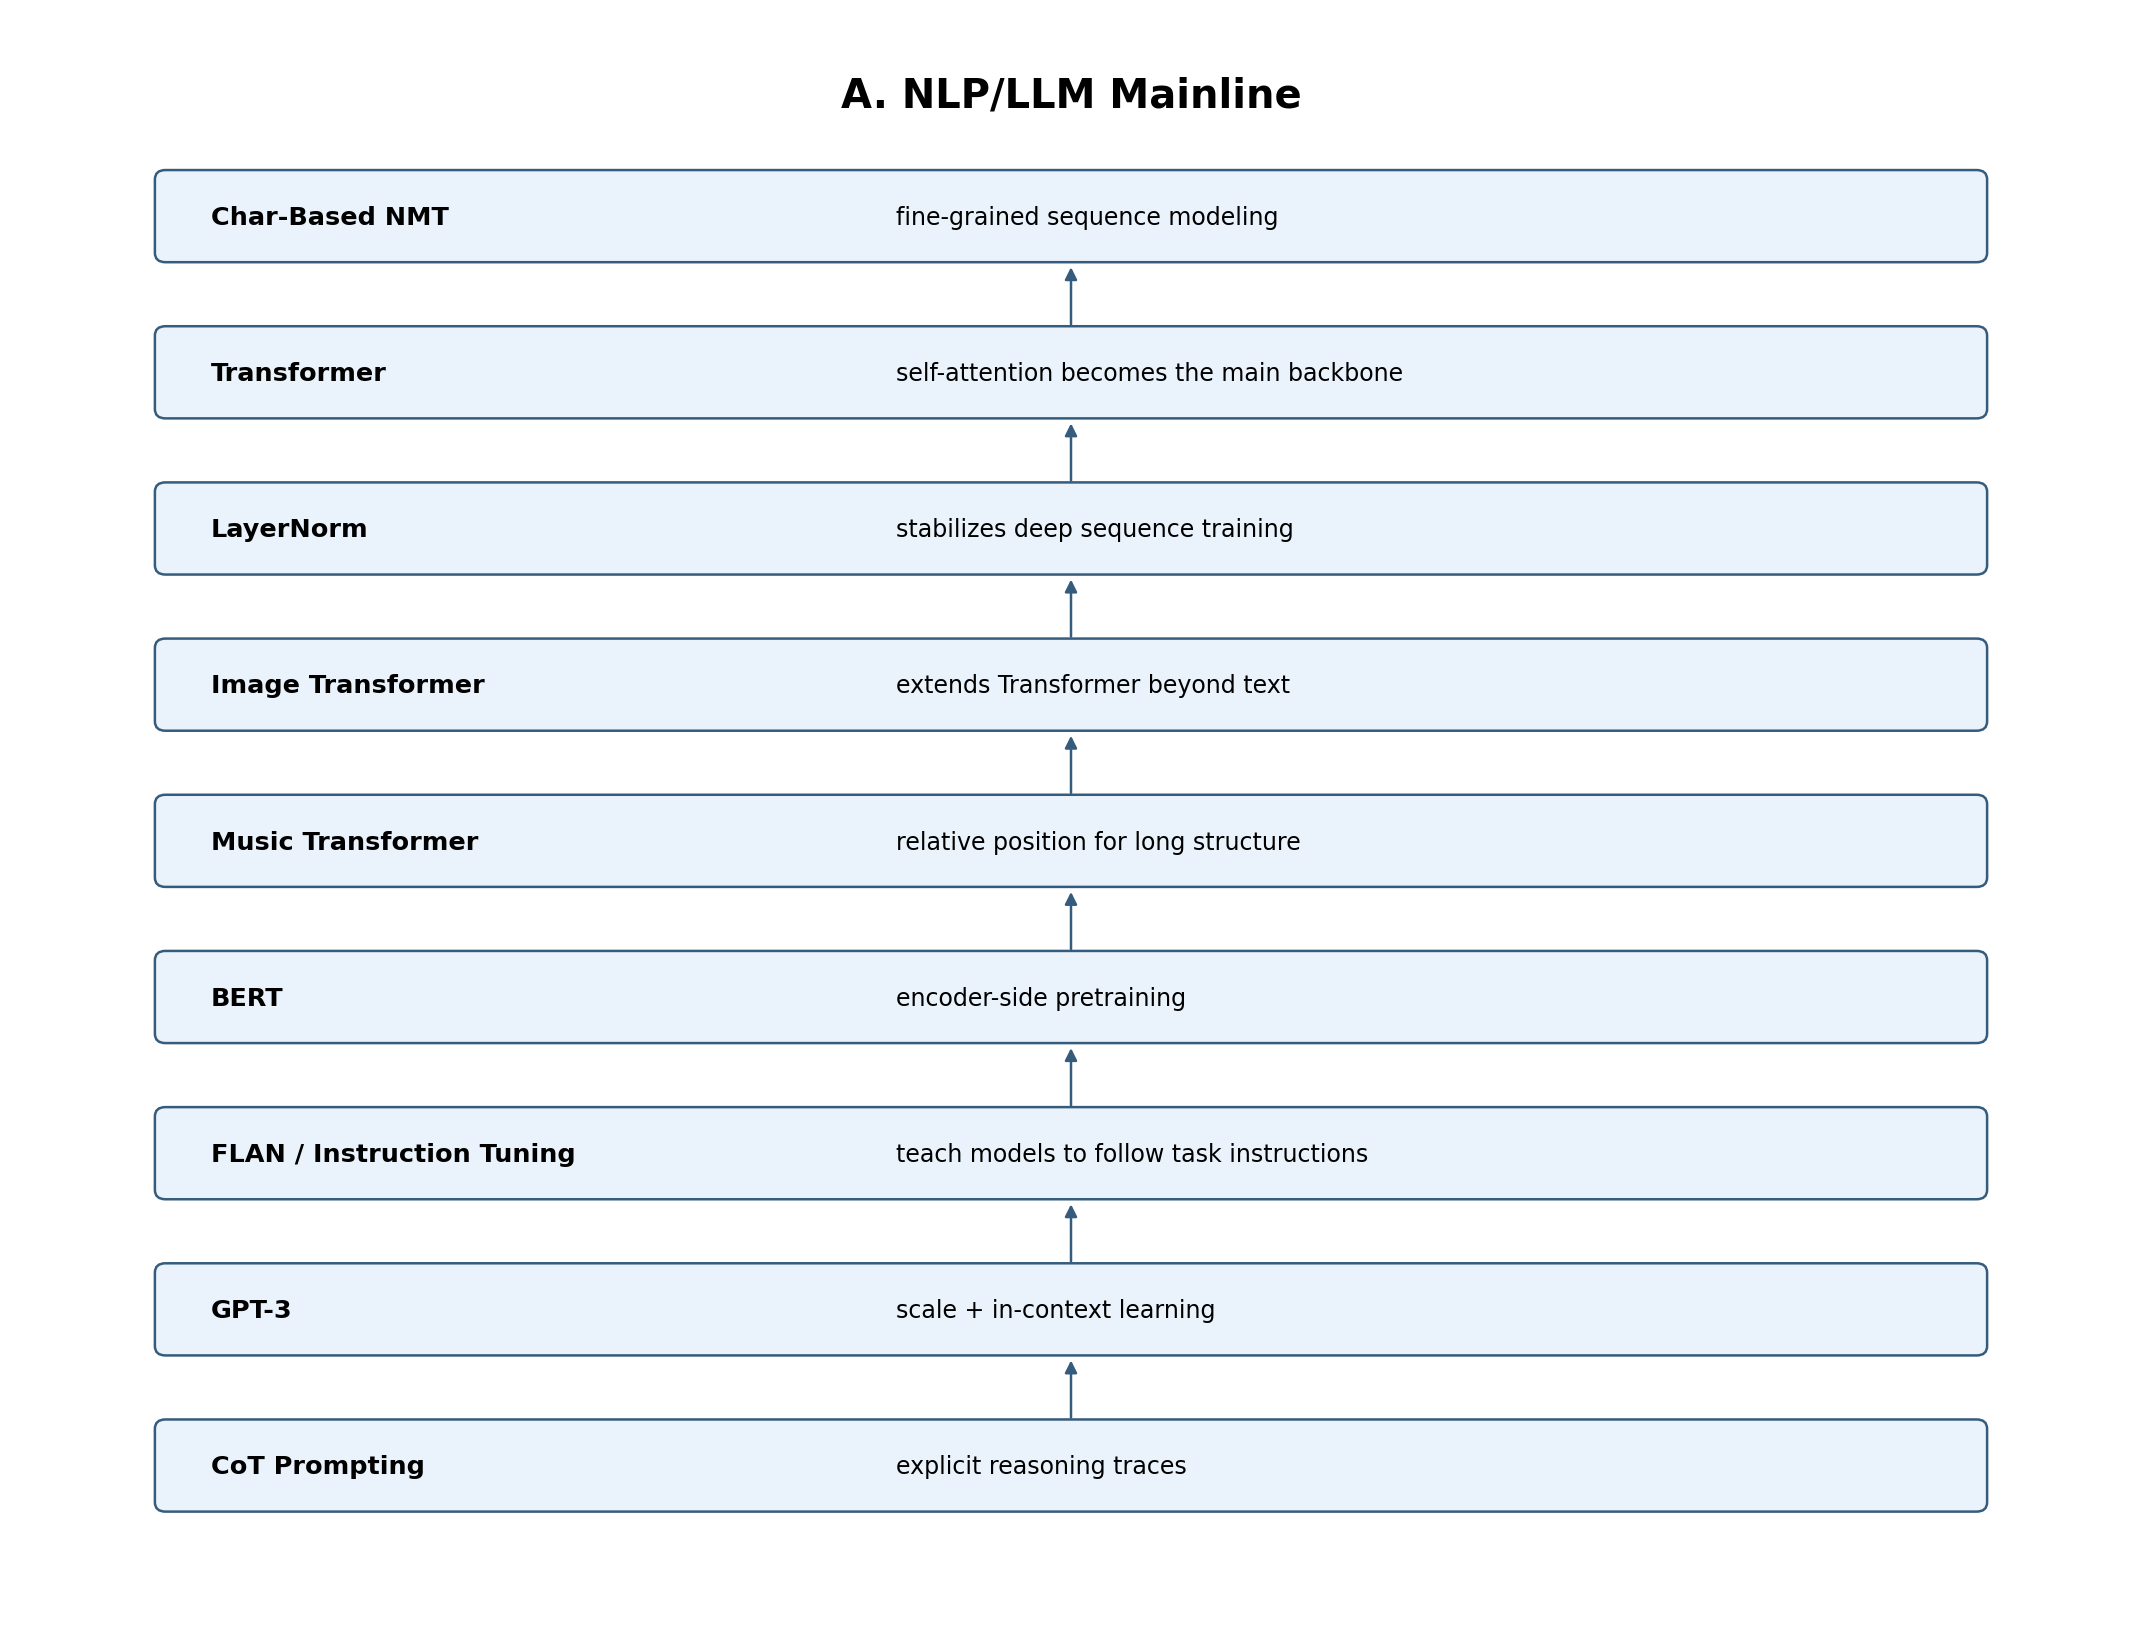 A. NLP/LLM Mainline
Char-Based NMT fine-grained sequence modeling
Transformer self-attention becomes the main backbone
LayerNorm stabilizes deep sequence training
Image Transformer extends Transformer beyond text
Music Transformer relative position for long structure
BERT encoder-side pretraining
FLAN / Instruction Tuning teach models to follow task instructions
GPT-3 scale + in-context learning
CoT Prompting explicit reasoning traces